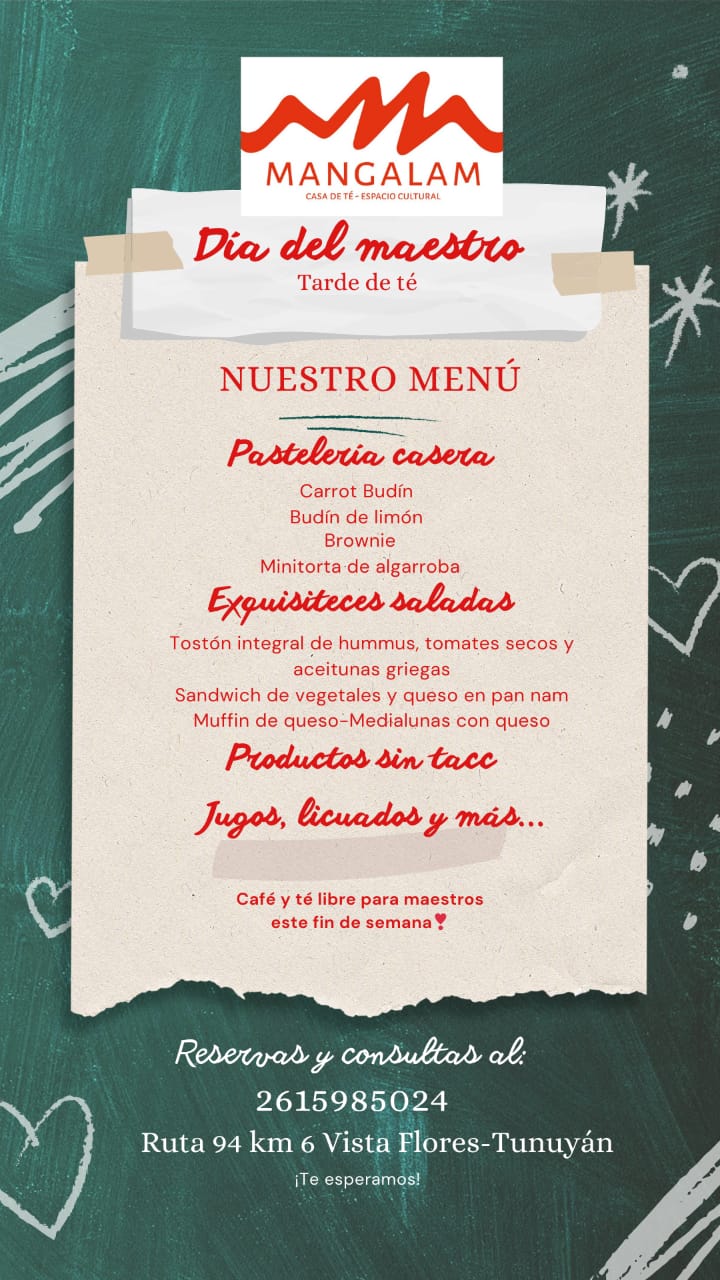 MANGALAM
CASA DE TÉ - ESPACIO CULTURAL
Día del maestro
Tarde de té
NUESTRO MENÚ
Pastelería casera
Carrot Budín
Budín de limón
Brownie
Minitorta de algarroba
Exquisiteces saladas
Tostón integral de hummus, tomates secos y
aceitunas griegas
Sandwich de vegetales y queso en pan nam
Muffin de queso-Medialunas con queso
Productos sin tacc
Jugos, licuados y más...
Café y té libre para maestros
este fin de semana❣
Reservas y consultas al:
2615985024
Ruta 94 km 6 Vista Flores-Tunuyán
¡Te esperamos!